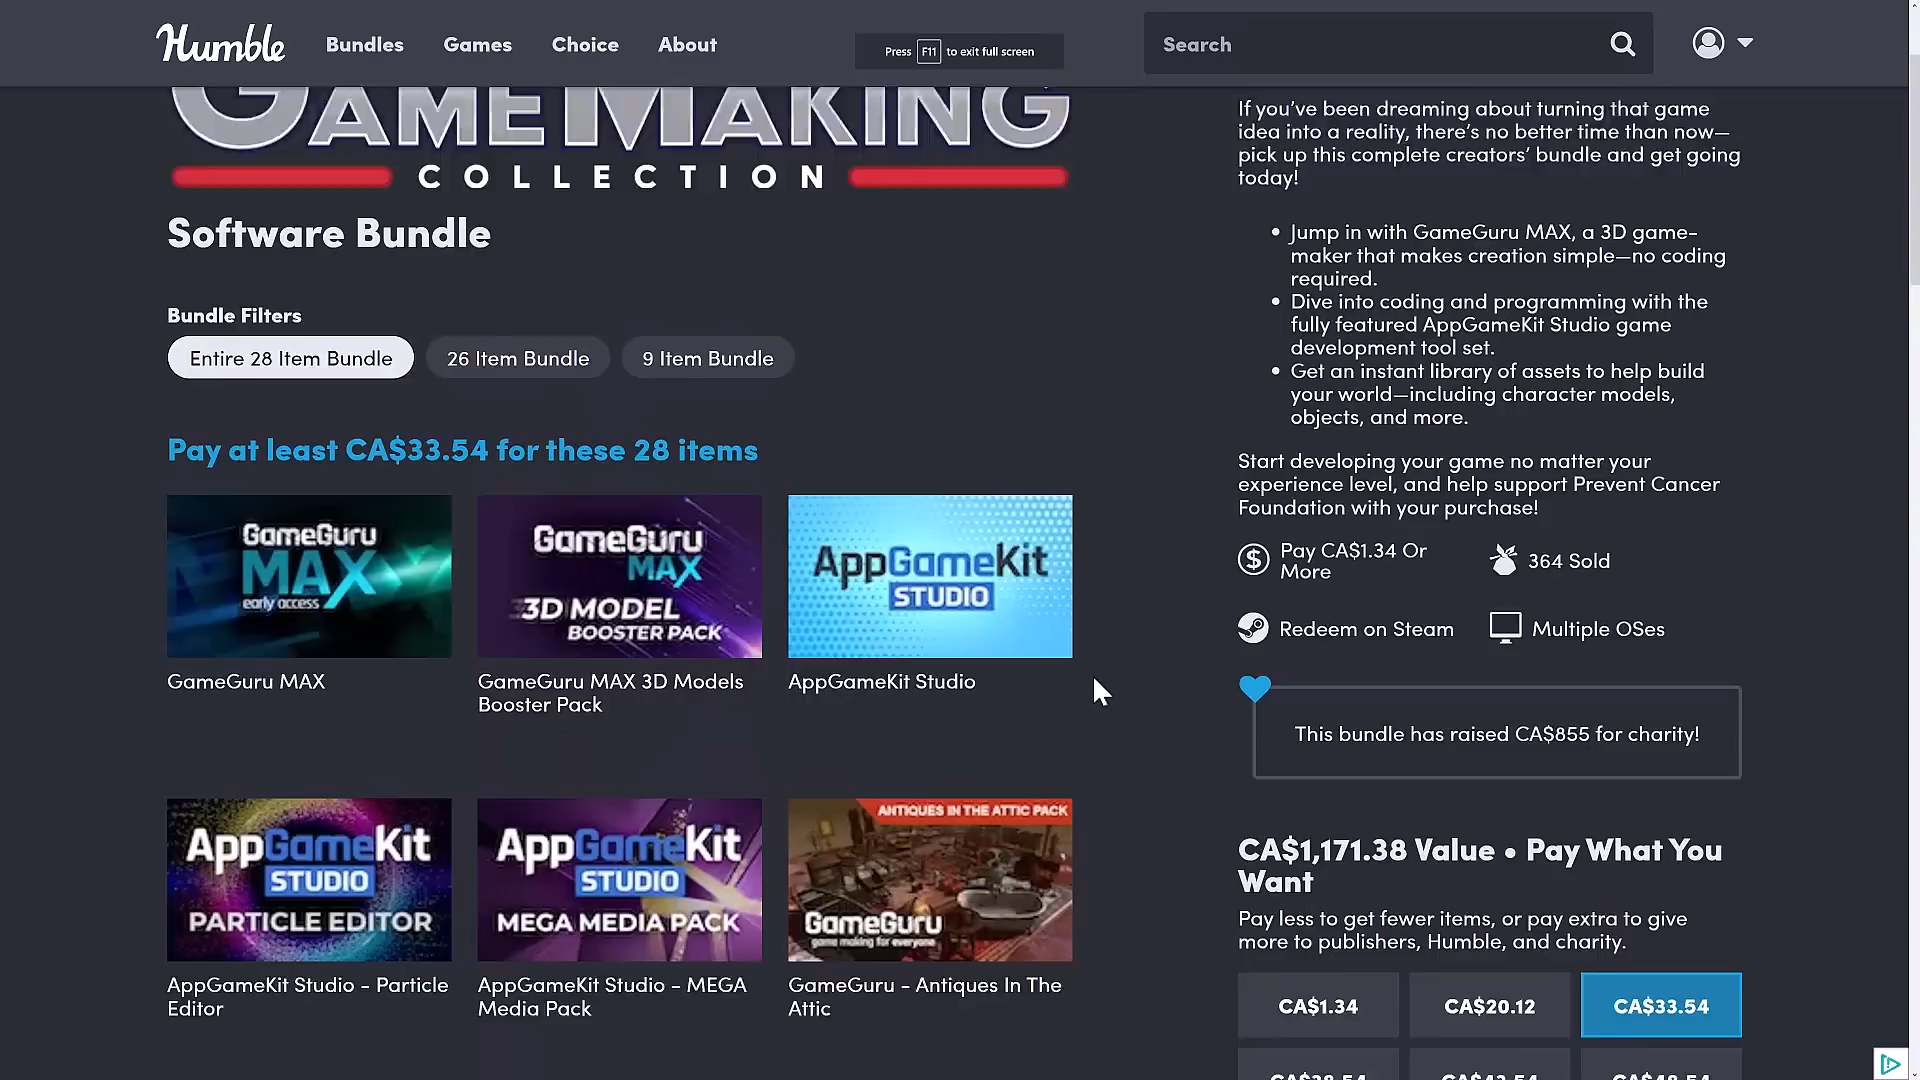 Humble
Bundles
Games
Choice
About
Press F11 to exit full screen
Search
GAMEMAKING
COLLECTION
Software Bundle
Bundle Filters
Entire 28 Item Bundle
26 Item Bundle
9 Item Bundle
Pay at least CA$33.54 for these 28 items
GameGuru
MAX
early access
GameGuru MAX
GameGuru
MAX
3D MODEL
BOOSTER PACK
GameGuru MAX 3D Models
Booster Pack
AppGameKit
STUDIO
AppGameKit Studio
AppGameKit
STUDIO
PARTICLE EDITOR
AppGameKit Studio - Particle
Editor
AppGameKit
STUDIO
MEGA MEDIA PACK
AppGameKit Studio - MEGA
Media Pack
ANTIQUES IN THE ATTIC PACK
GameGuru
game making for everyone
GameGuru - Antiques In The
Attic
If you've been dreaming about turning that game
idea into a reality, there's no better time than now—
pick up this complete creators' bundle and get going
today!
• Jump in with GameGuru MAX, a 3D game-
maker that makes creation simple—no coding
required.
• Dive into coding and programming with the
fully featured AppGameKit Studio game
development tool set.
• Get an instant library of assets to help build
your world—including character models,
objects, and more.
Start developing your game no matter your
experience level, and help support Prevent Cancer
Foundation with your purchase!
Pay CA$1.34 Or
More
364 Sold
Redeem on Steam
Multiple OSes
This bundle has raised CA$855 for charity!
CA$1,171.38 Value • Pay What You
Want
Pay less to get fewer items, or pay extra to give
more to publishers, Humble, and charity.
CA$1.34
CA$20.12
CA$33.54